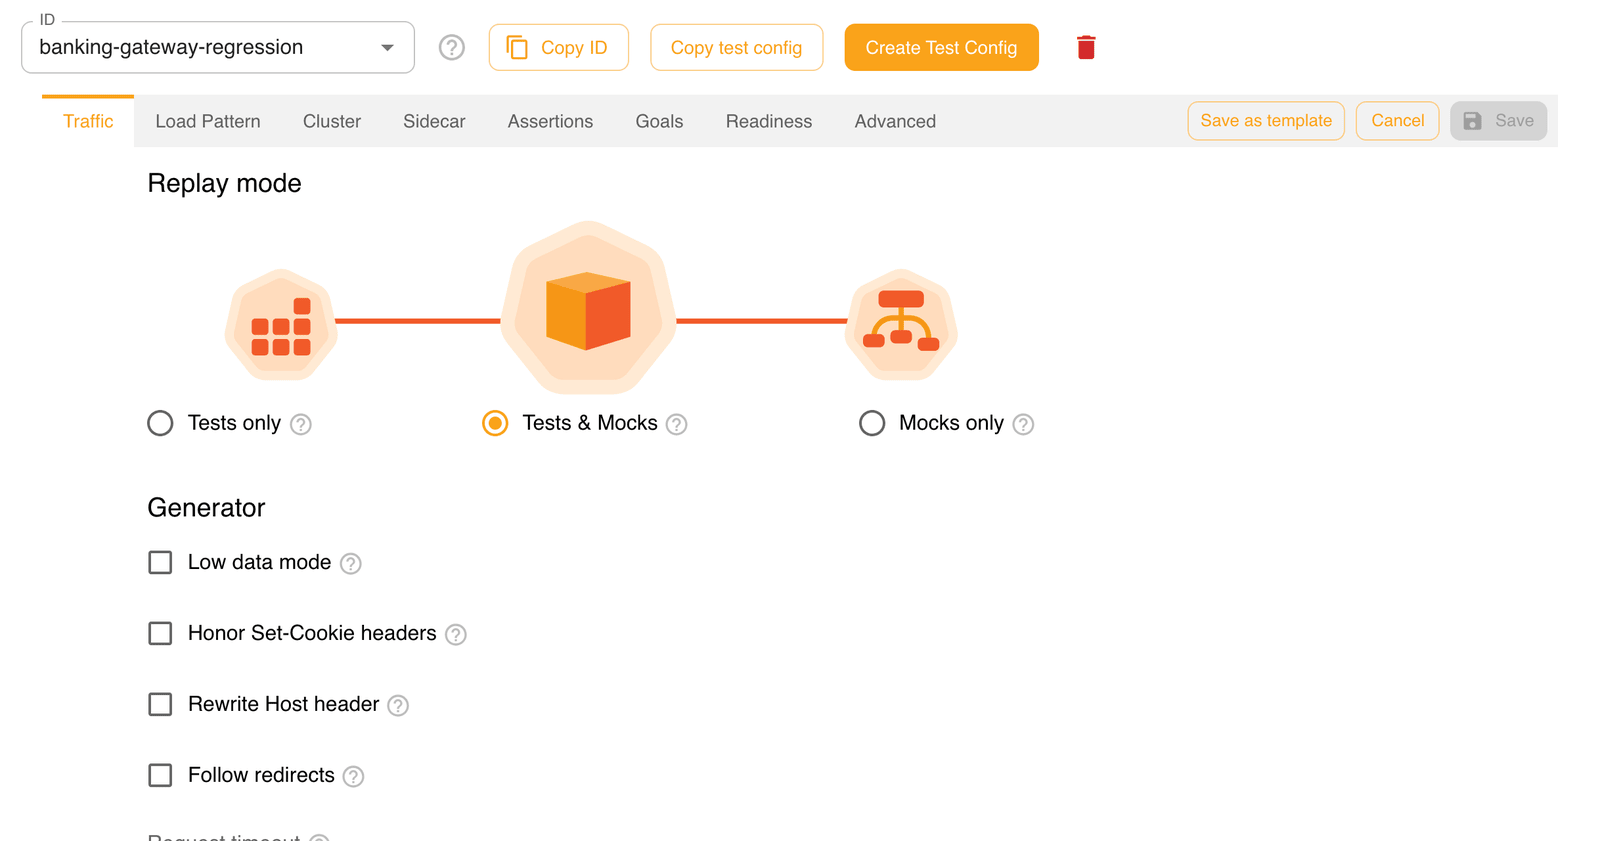 ID
banking-gateway-regression
Copy ID
Copy test config
Create Test Config
Traffic
Load Pattern
Cluster
Sidecar
Assertions
Goals
Readiness
Advanced
Save as template
Cancel
Save
Replay mode
Tests only
Tests & Mocks
Mocks only
Generator
Low data mode
Honor Set-Cookie headers
Rewrite Host header
Follow redirects
Request timeout